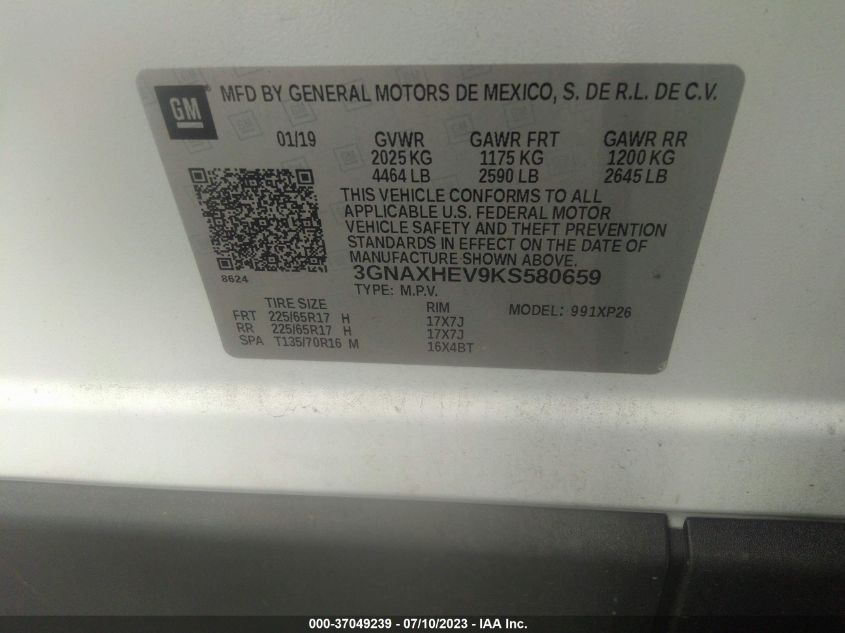 GM
MFD BY GENERAL MOTORS DE MEXICO, S. DE R.L. DE C.V.
01/19 GVWR GAWR FRT GAWR RR
2025 KG 1175 KG 1200 KG
4464 LB 2590 LB 2645 LB
THIS VEHICLE CONFORMS TO ALL
APPLICABLE U.S. FEDERAL MOTOR
VEHICLE SAFETY AND THEFT PREVENTION
STANDARDS IN EFFECT ON THE DATE OF
MANUFACTURE SHOWN ABOVE.
8624
3GNAXHEV9KS580659
TYPE: M.P.V.
TIRE SIZE RIM MODEL: 991XP26
FRT 225/65R17 H 17X7J
RR 225/65R17 H 17X7J
SPA T135/70R16 M 16X4BT
000-37049239 - 07/10/2023 - IAA Inc.